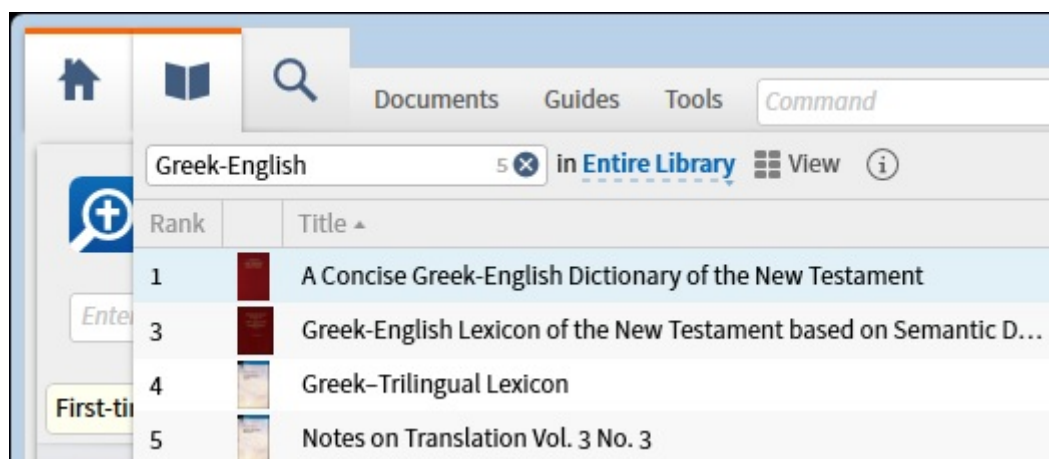 Documents Guides Tools Command
Greek-English 5 in Entire Library View
Rank Title
1 A Concise Greek-English Dictionary of the New Testament
Enter
3 Greek-English Lexicon of the New Testament based on Semantic D...
4 Greek–Trilingual Lexicon
First-ti
5 Notes on Translation Vol. 3 No. 3